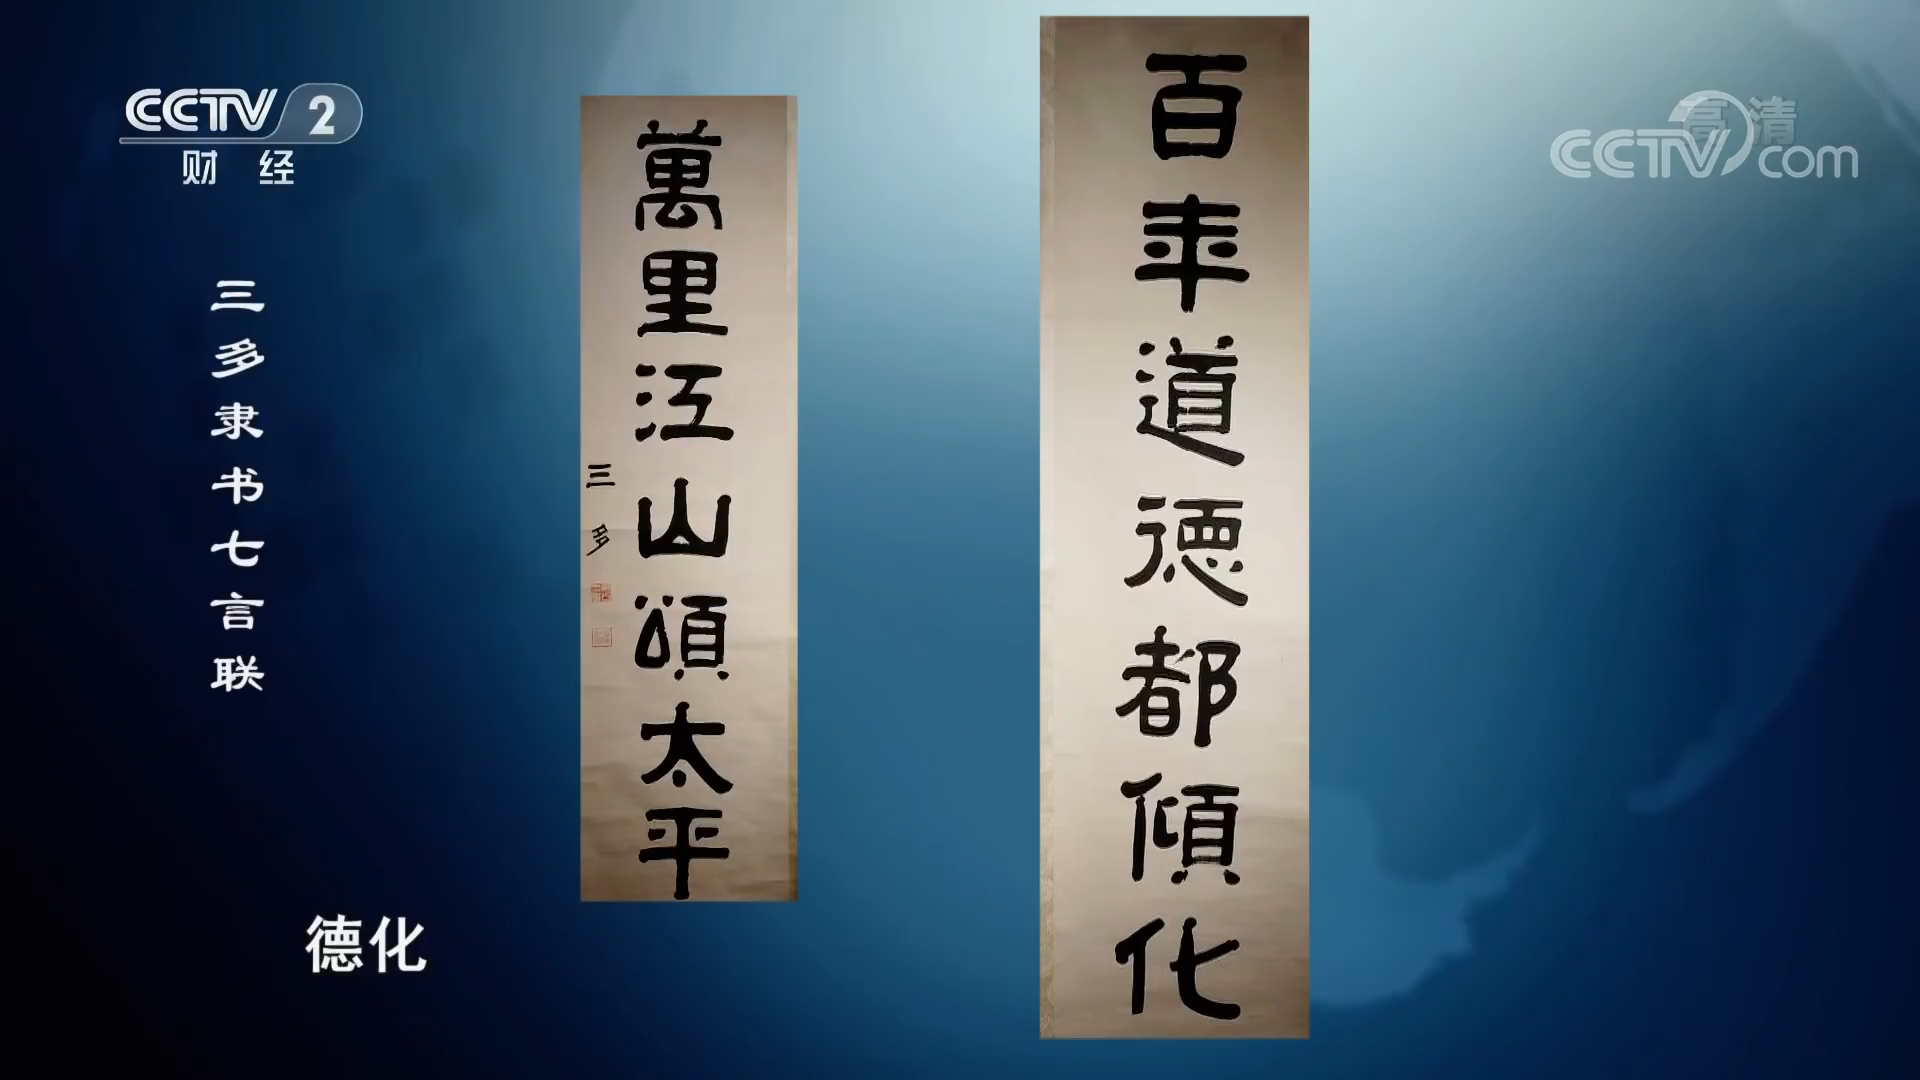 CCTV 2
财 经
高清
CCTV.com
三多隶书七言联
百年道德都倾化
萬里江山頌太平
三多
德化